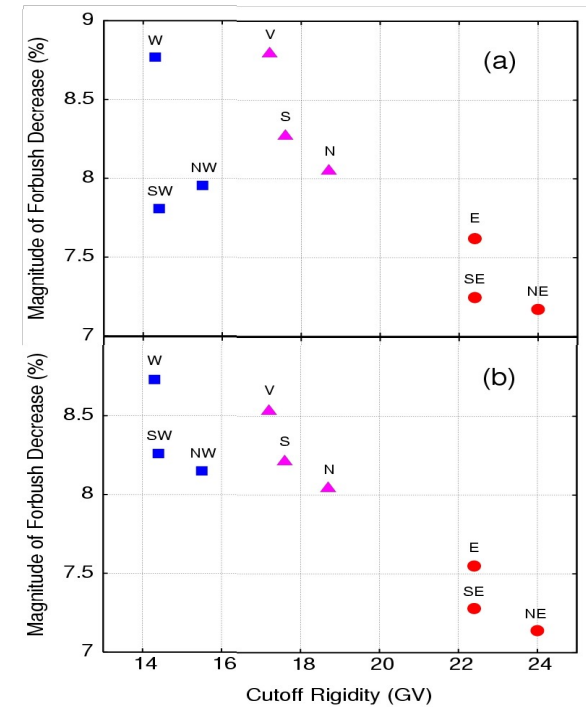 9
W
V
(a)
8.5
S
N
8
NW
SW
E
7.5
SE
NE
7
Magnitude of Forbush Decrease (%)
W
(b)
V
8.5
SW
NW
S
N
8
E
7.5
SE
NE
7
Magnitude of Forbush Decrease (%)
14 16 18 20 22 24
Cutoff Rigidity (GV)